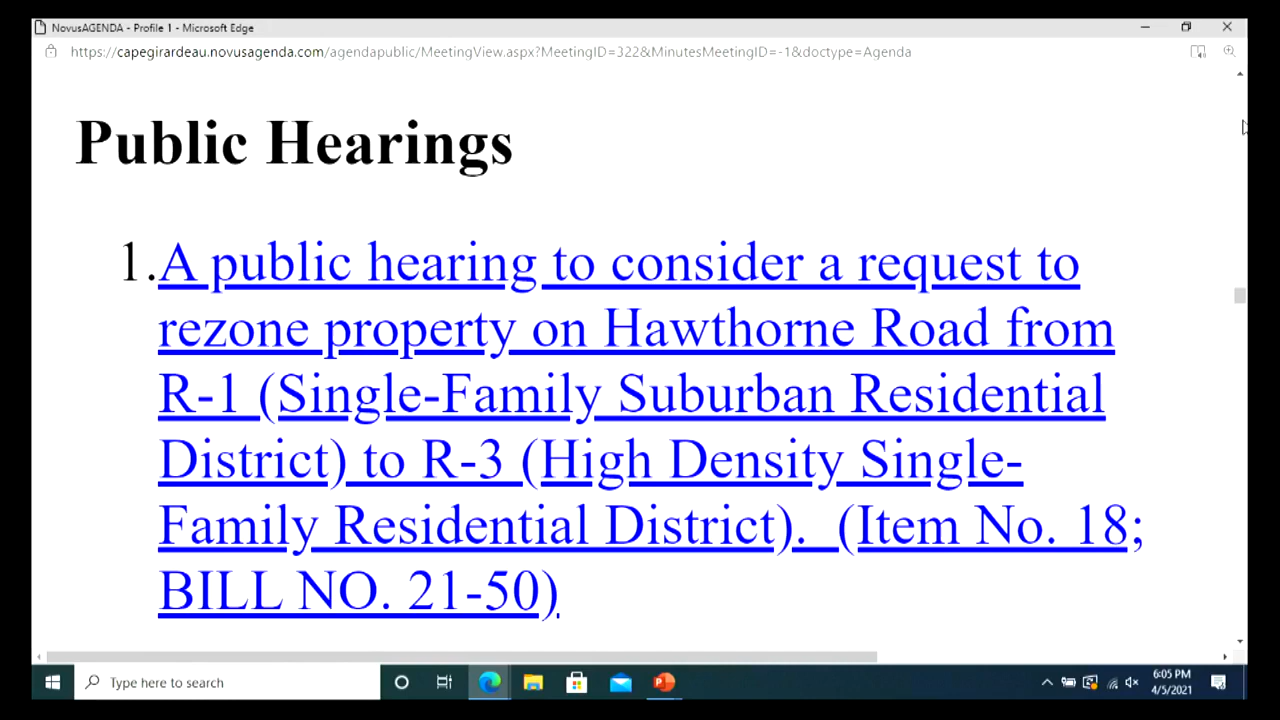 NovusAGENDA - Profile 1 - Microsoft Edge
https://capegirardeau.novusagenda.com/agendapublic/MeetingView.aspx?MeetingID=322&MinutesMeetingID=-1&doctype=Agenda
Public Hearings
1. A public hearing to consider a request to
rezone property on Hawthorne Road from
R-1 (Single-Family Suburban Residential
District) to R-3 (High Density Single-
Family Residential District).  (Item No. 18;
BILL NO. 21-50)
Type here to search
6:05 PM
4/5/2021